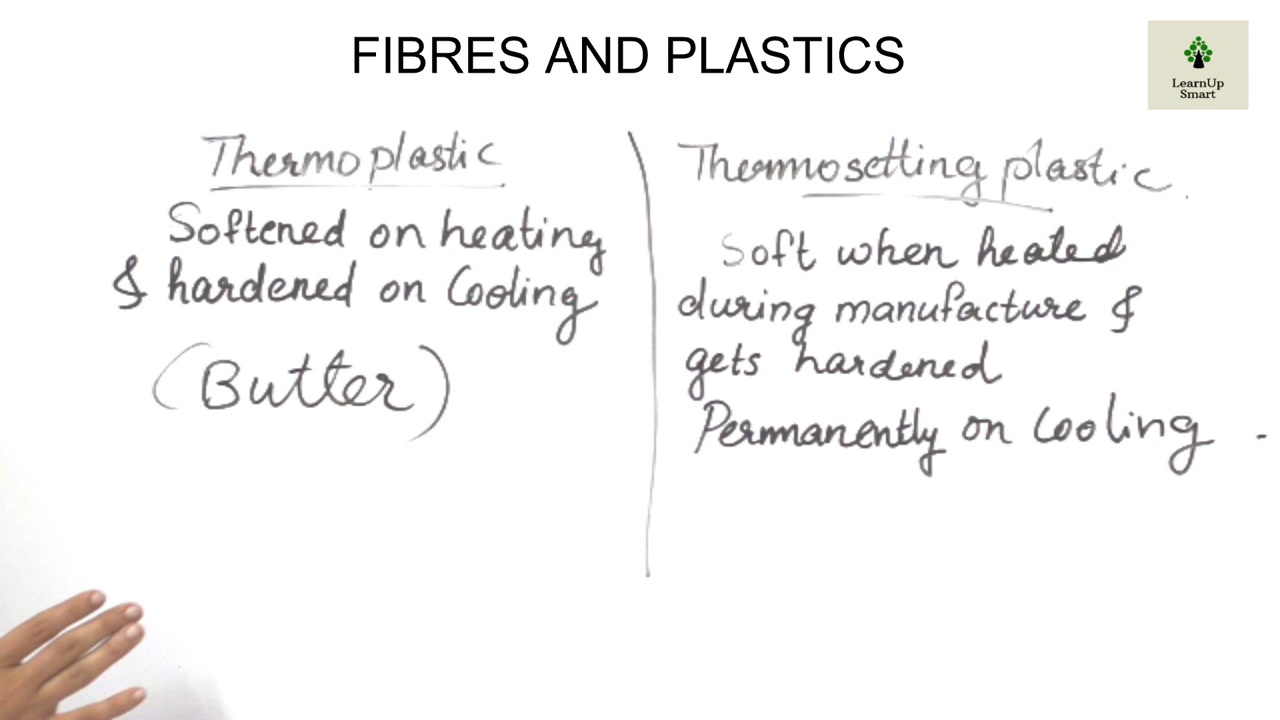 FIBRES AND PLASTICS
LearnUp
Smart
Thermoplastic
Softened on heating
& hardened on Cooling
(Butter)
Thermosetting plastic
Soft when heated
during manufacture &
gets hardened
Permanently on Cooling